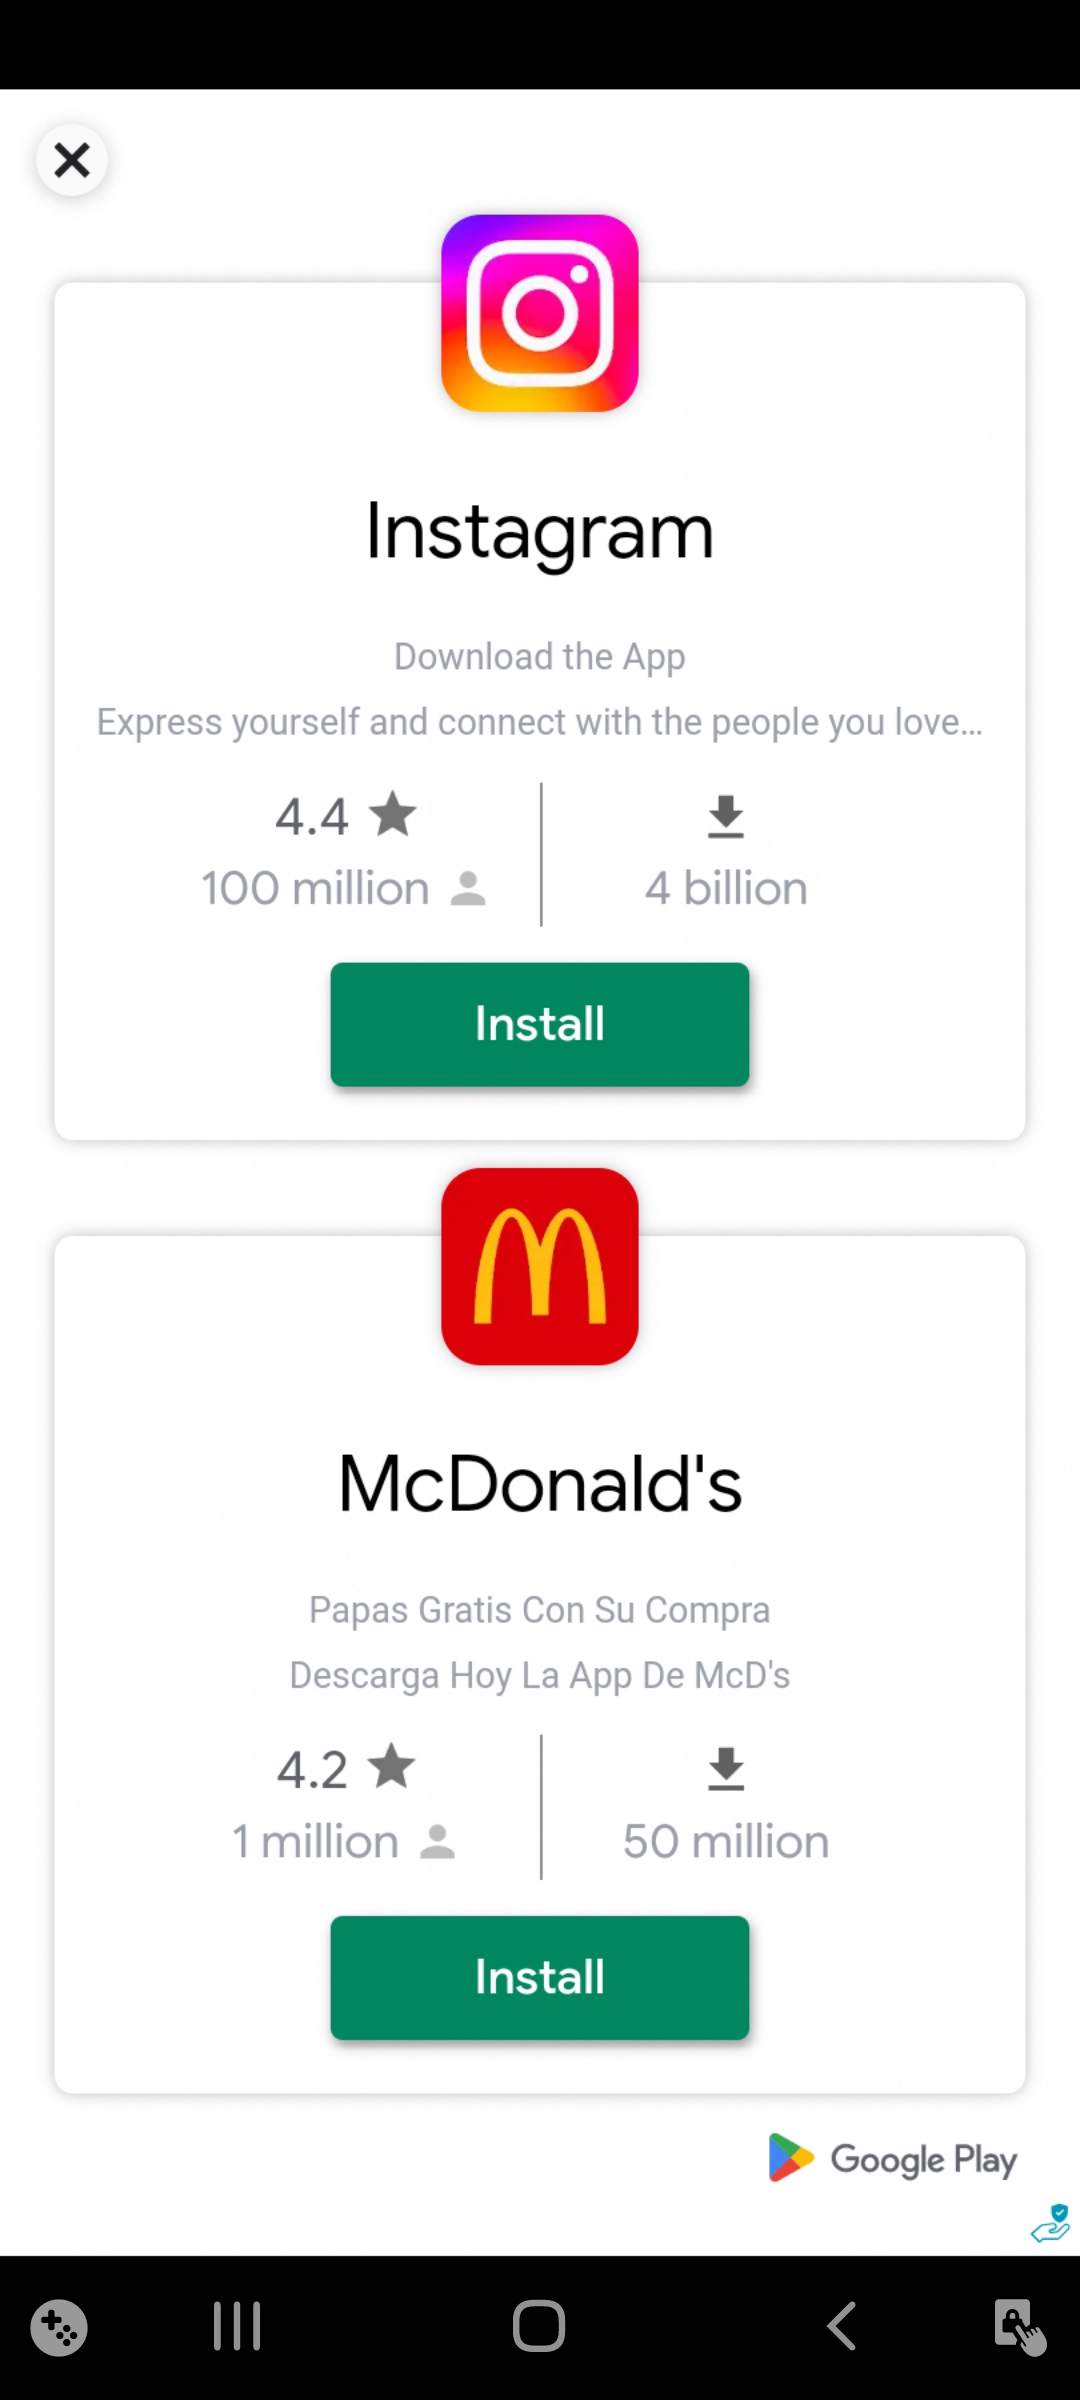 Instagram
Download the App
Express yourself and connect with the people you love...
4.4
100 million
4 billion
Install
McDonald's
Papas Gratis Con Su Compra
Descarga Hoy La App De McD's
4.2
1 million
50 million
Install
Google Play